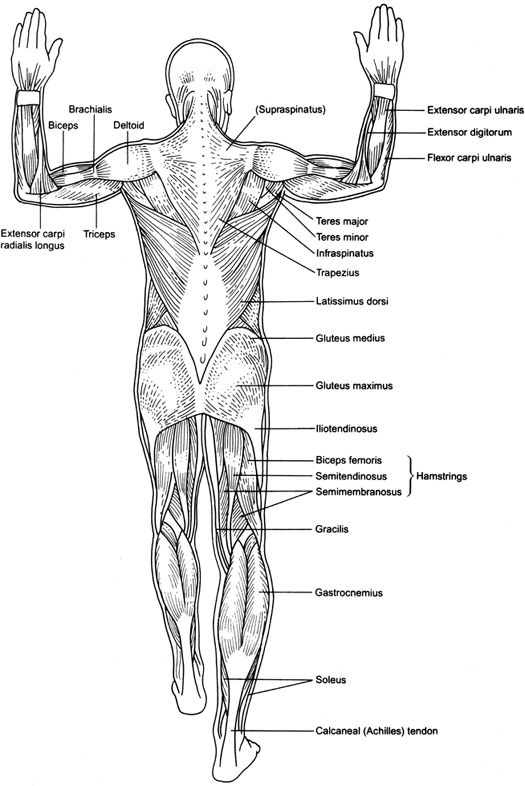 (Supraspinatus)
Brachialis
Biceps
Deltoid
Extensor carpi ulnaris
Extensor digitorum
Flexor carpi ulnaris
Extensor carpi
radialis longus
Triceps
Teres major
Teres minor
Infraspinatus
Trapezius
Latissimus dorsi
Gluteus medius
Gluteus maximus
Iliotendinosus
Biceps femoris
Semitendinosus
Semimembranosus
Hamstrings
Gracilis
Gastrocnemius
Soleus
Calcaneal (Achilles) tendon